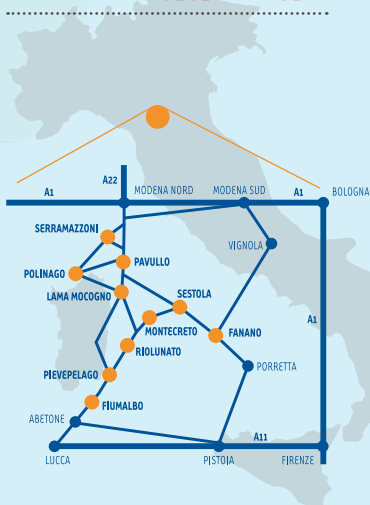 A22
A1
MODENA NORD
MODENA SUD
A1
BOLOGNA
SERRAMAZZONI
VIGNOLA
PAVULLO
POLINAGO
LAMA MOCOGNO
SESTOLA
A1
MONTECRETO
FANANO
RIOLUNATO
PORRETTA
PIEVEPELAGO
FIUMALBO
ABETONE
A11
LUCCA
PISTOIA
FIRENZE